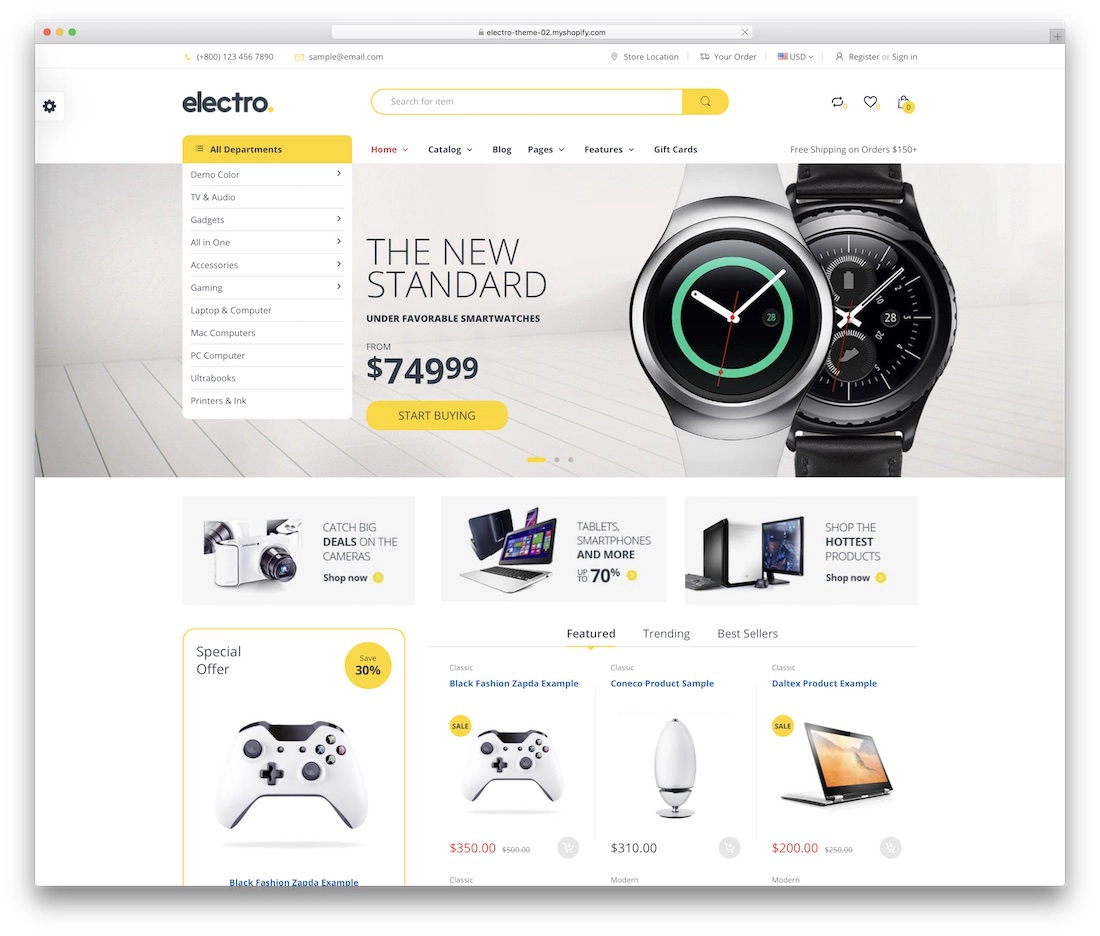 electro-theme-02.myshopify.com
(+800) 123 456 7890
sample@email.com
Store Location
Your Order
USD
Register or Sign in
electro.
Search for item
0
0
0
All Departments
Home
Catalog
Blog
Pages
Features
Gift Cards
Free Shipping on Orders $150+
Demo Color
TV & Audio
Gadgets
All in One
Accessories
Gaming
Laptop & Computer
Mac Computers
PC Computer
Ultrabooks
Printers & Ink
THE NEW
STANDARD
UNDER FAVORABLE SMARTWATCHES
FROM
$74999
START BUYING
28
28
CATCH BIG
DEALS ON THE
CAMERAS
Shop now
TABLETS,
SMARTPHONES
AND MORE
UP TO 70%
SHOP THE
HOTTEST
PRODUCTS
Shop now
Special
Offer
Save
30%
Black Fashion Zapda Example
Featured
Trending
Best Sellers
Classic
Black Fashion Zapda Example
SALE
$350.00 $500.00
Classic
Coneco Product Sample
$310.00
Classic
Daltex Product Example
SALE
$200.00 $250.00
Classic
Modern
Modern